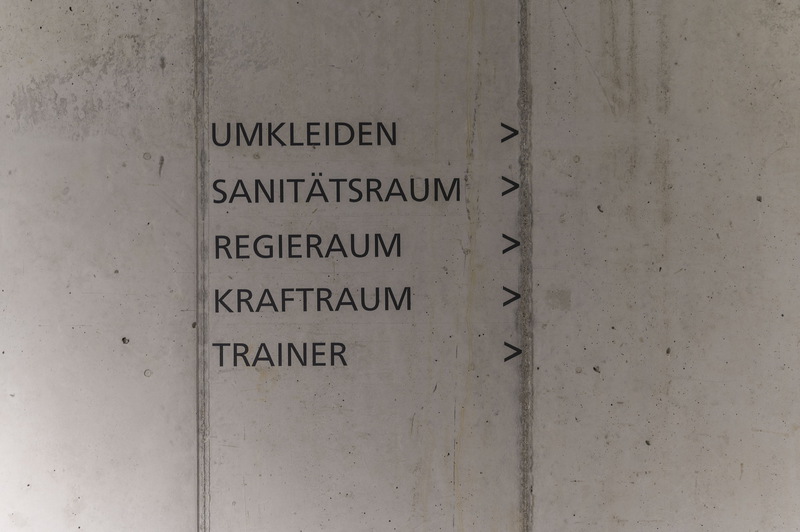 UMKLEIDEN >
SANITÄTSRAUM >
REGIERAUM >
KRAFTRAUM >
TRAINER >